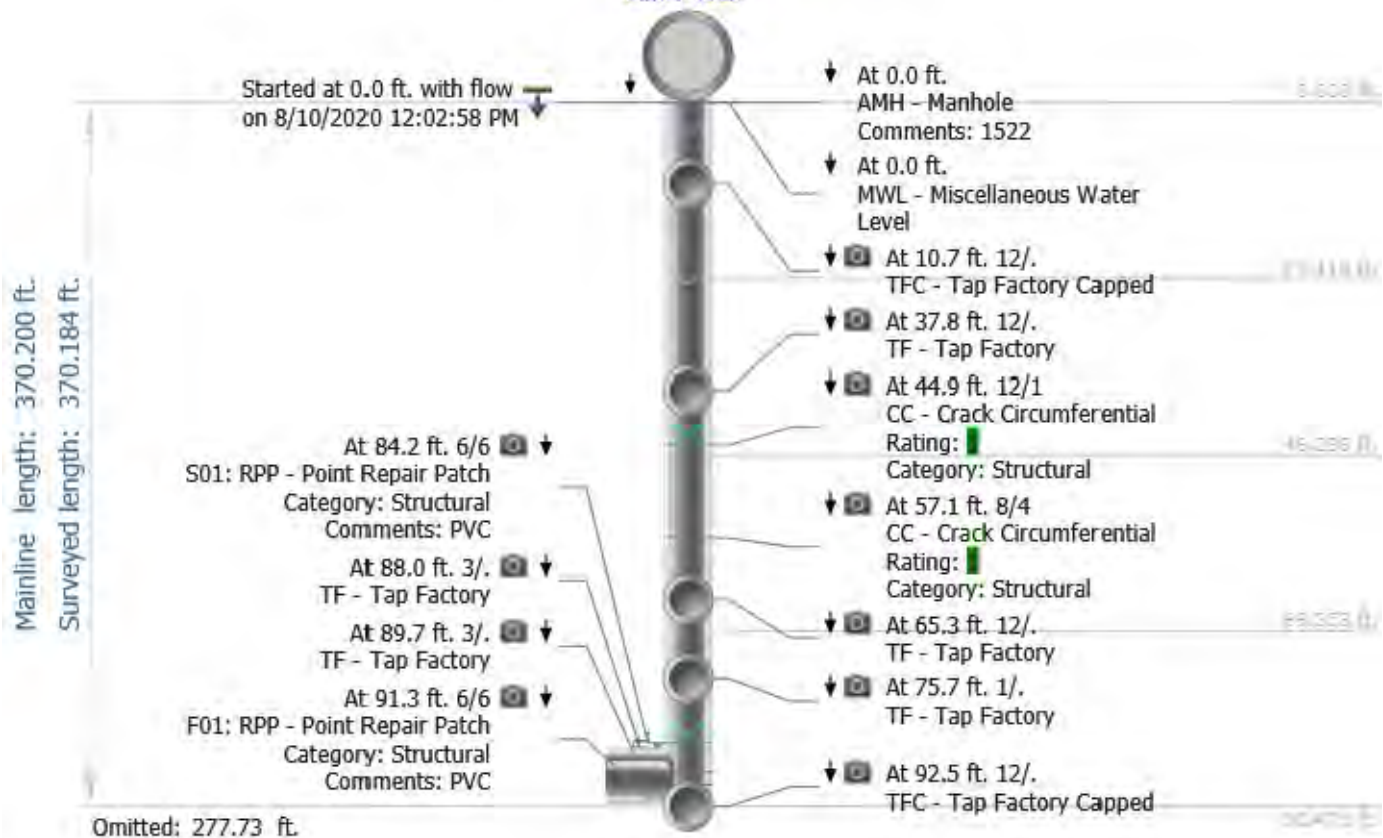 Started at 0.0 ft. with flow
on 8/10/2020 12:02:58 PM
Mainline length: 370.200 ft.
Surveyed length: 370.184 ft.
At 0.0 ft.
AMH - Manhole
Comments: 1522
At 0.0 ft.
MWL - Miscellaneous Water
Level
At 10.7 ft. 12/.
TFC - Tap Factory Capped
At 37.8 ft. 12/.
TF - Tap Factory
At 44.9 ft. 12/1
CC - Crack Circumferential
Rating:
Category: Structural
At 57.1 ft. 8/4
CC - Crack Circumferential
Rating:
Category: Structural
At 65.3 ft. 12/.
TF - Tap Factory
At 75.7 ft. 1/.
TF - Tap Factory
At 84.2 ft. 6/6
S01: RPP - Point Repair Patch
Category: Structural
Comments: PVC
At 88.0 ft. 3/.
TF - Tap Factory
At 89.7 ft. 3/.
TF - Tap Factory
At 91.3 ft. 6/6
F01: RPP - Point Repair Patch
Category: Structural
Comments: PVC
At 92.5 ft. 12/.
TFC - Tap Factory Capped
Omitted: 277.73 ft.